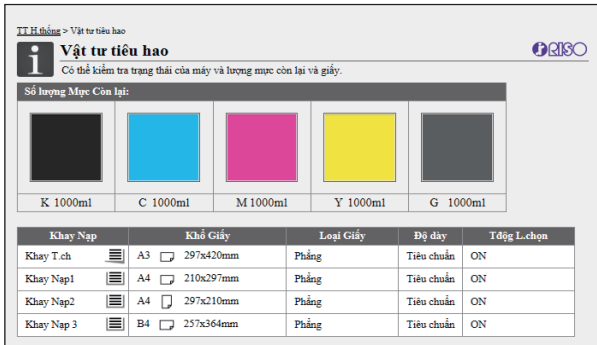 TT H.thống > Vật tư tiêu hao
Vật tư tiêu hao
RISO
Có thể kiểm tra trạng thái của máy và lượng mực còn lại và giấy.
Số lượng Mực Còn lại:
K 1000ml C 1000ml M 1000ml Y 1000ml G 1000ml
Khay Nạp Khổ Giấy Loại Giấy Độ dày Tđộg L.chọn
Khay T.ch A3 297x420mm Phẳng Tiêu chuẩn ON
Khay Nạp1 A4 210x297mm Phẳng Tiêu chuẩn ON
Khay Nạp2 A4 297x210mm Phẳng Tiêu chuẩn ON
Khay Nạp 3 B4 257x364mm Phẳng Tiêu chuẩn ON